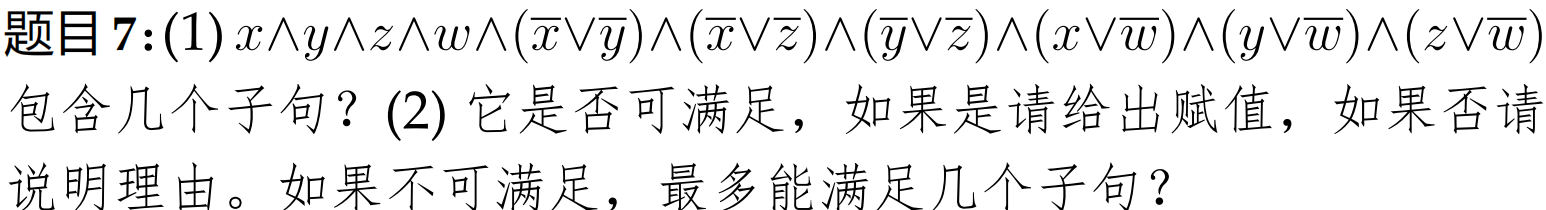 题目 7:(1) x∧y∧z∧w∧(x̅∨y̅)∧(x̅∨z̅)∧(y̅∨z̅)∧(x∨w̅)∧(y∨w̅)∧(z∨w̅)
包含几个子句? (2) 它是否可满足，如果是请给出赋值，如果否请
说明理由。如果不可满足，最多能满足几个子句?